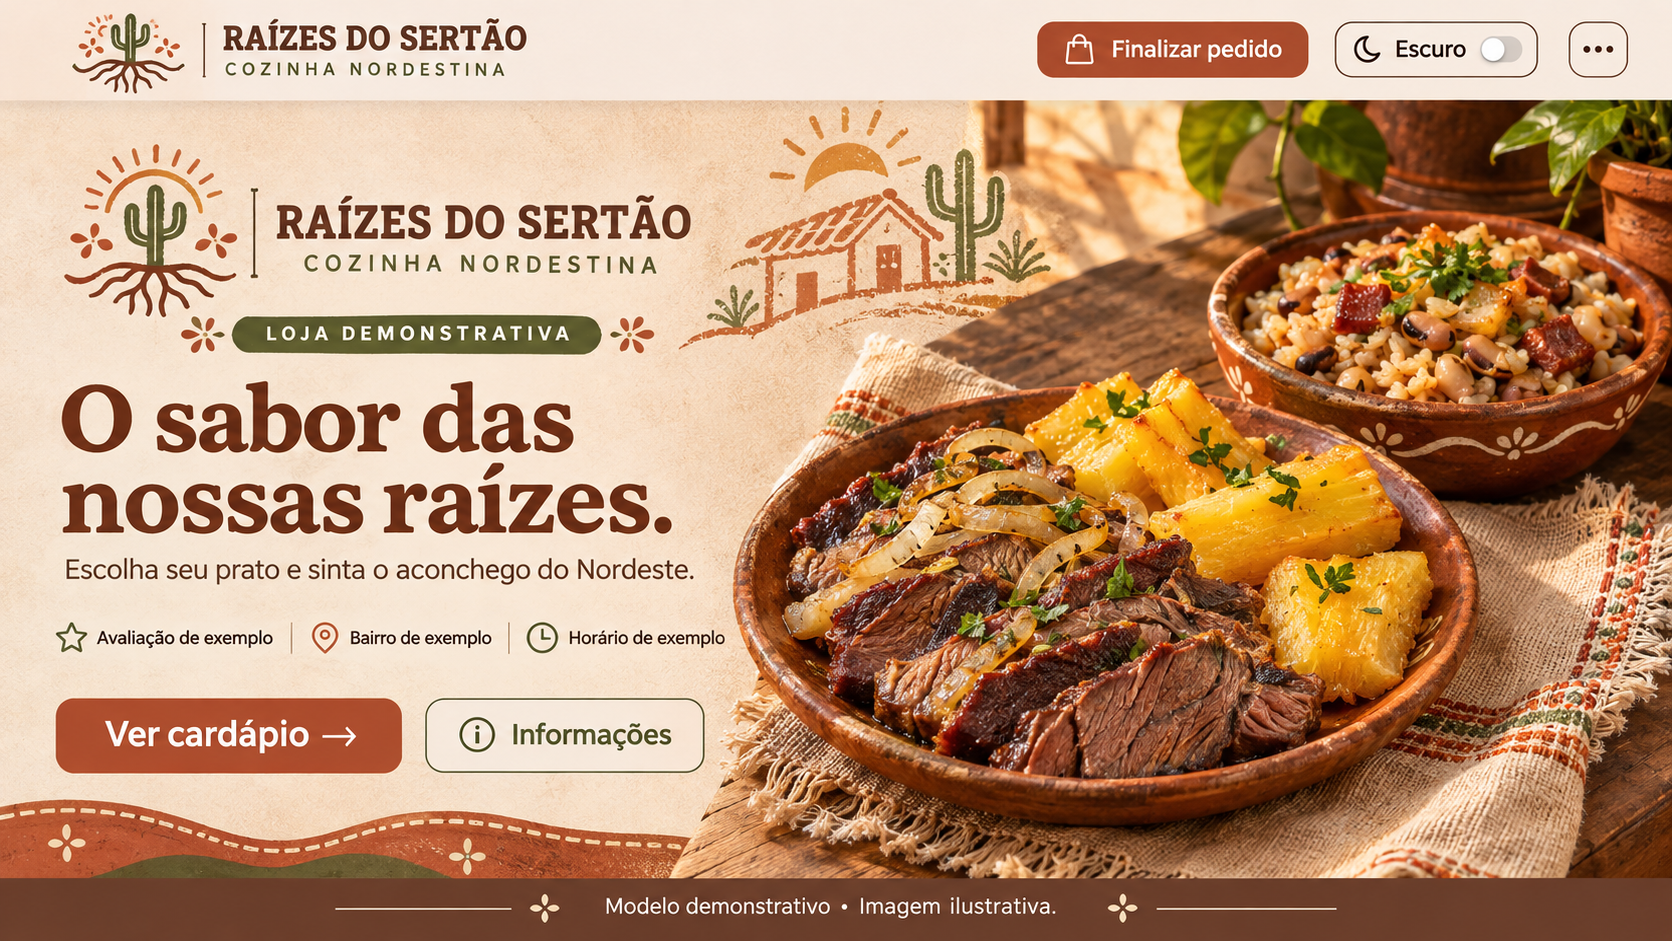 RAÍZES DO SERTÃO
COZINHA NORDESTINA
Finalizar pedido
Escuro
RAÍZES DO SERTÃO
COZINHA NORDESTINA
LOJA DEMONSTRATIVA
O sabor das
nossas raízes.
Escolha seu prato e sinta o aconchego do Nordeste.
Avaliação de exemplo
Bairro de exemplo
Horário de exemplo
Ver cardápio →
Informações
Modelo demonstrativo • Imagem ilustrativa.